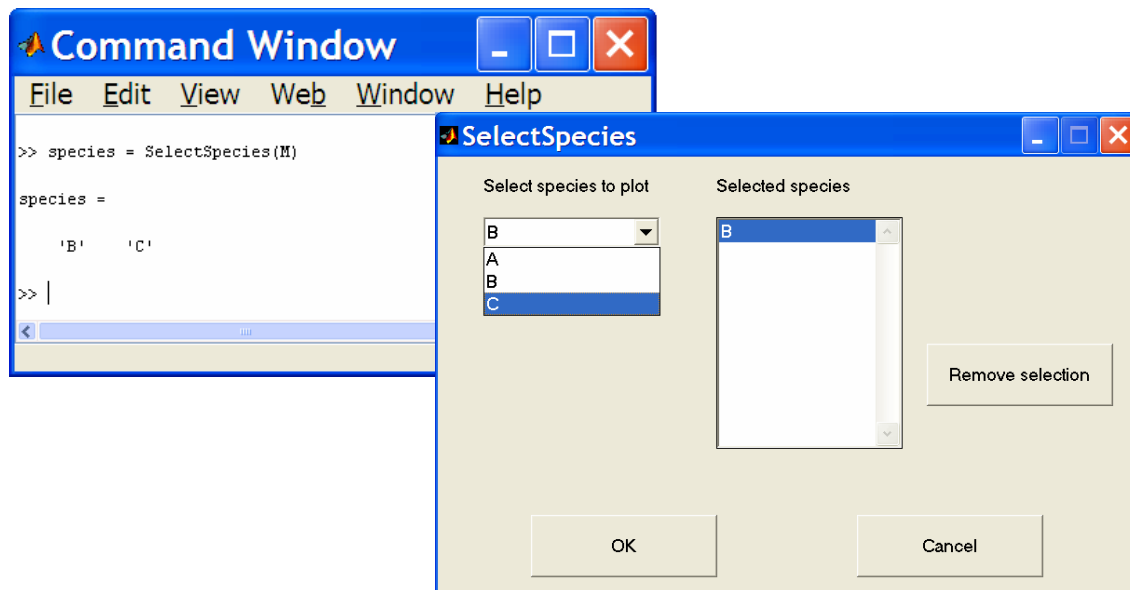 Command Window
File Edit View Web Window Help
>> species = SelectSpecies(M)
species =
'B' 'C'
>>
SelectSpecies
Select species to plot Selected species
B B
A
B
C
Remove selection
OK Cancel